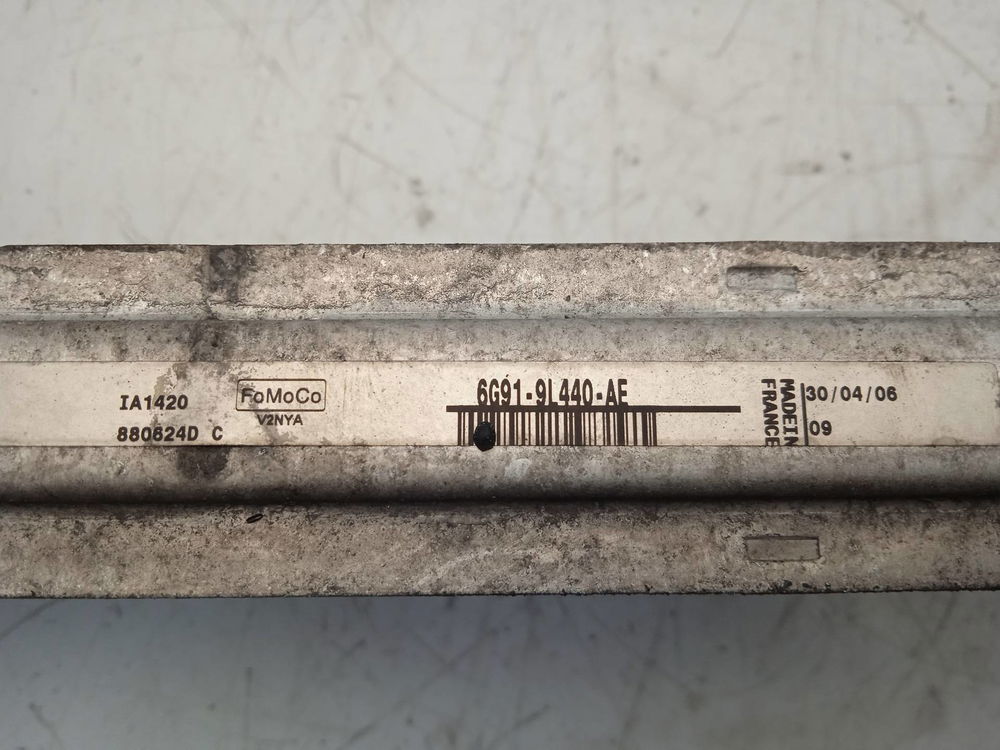 IA1420
880624D C
FoMoCo
V2NYA
6G91-9L440-AE
MADE IN
FRANCE
30/04/06
09